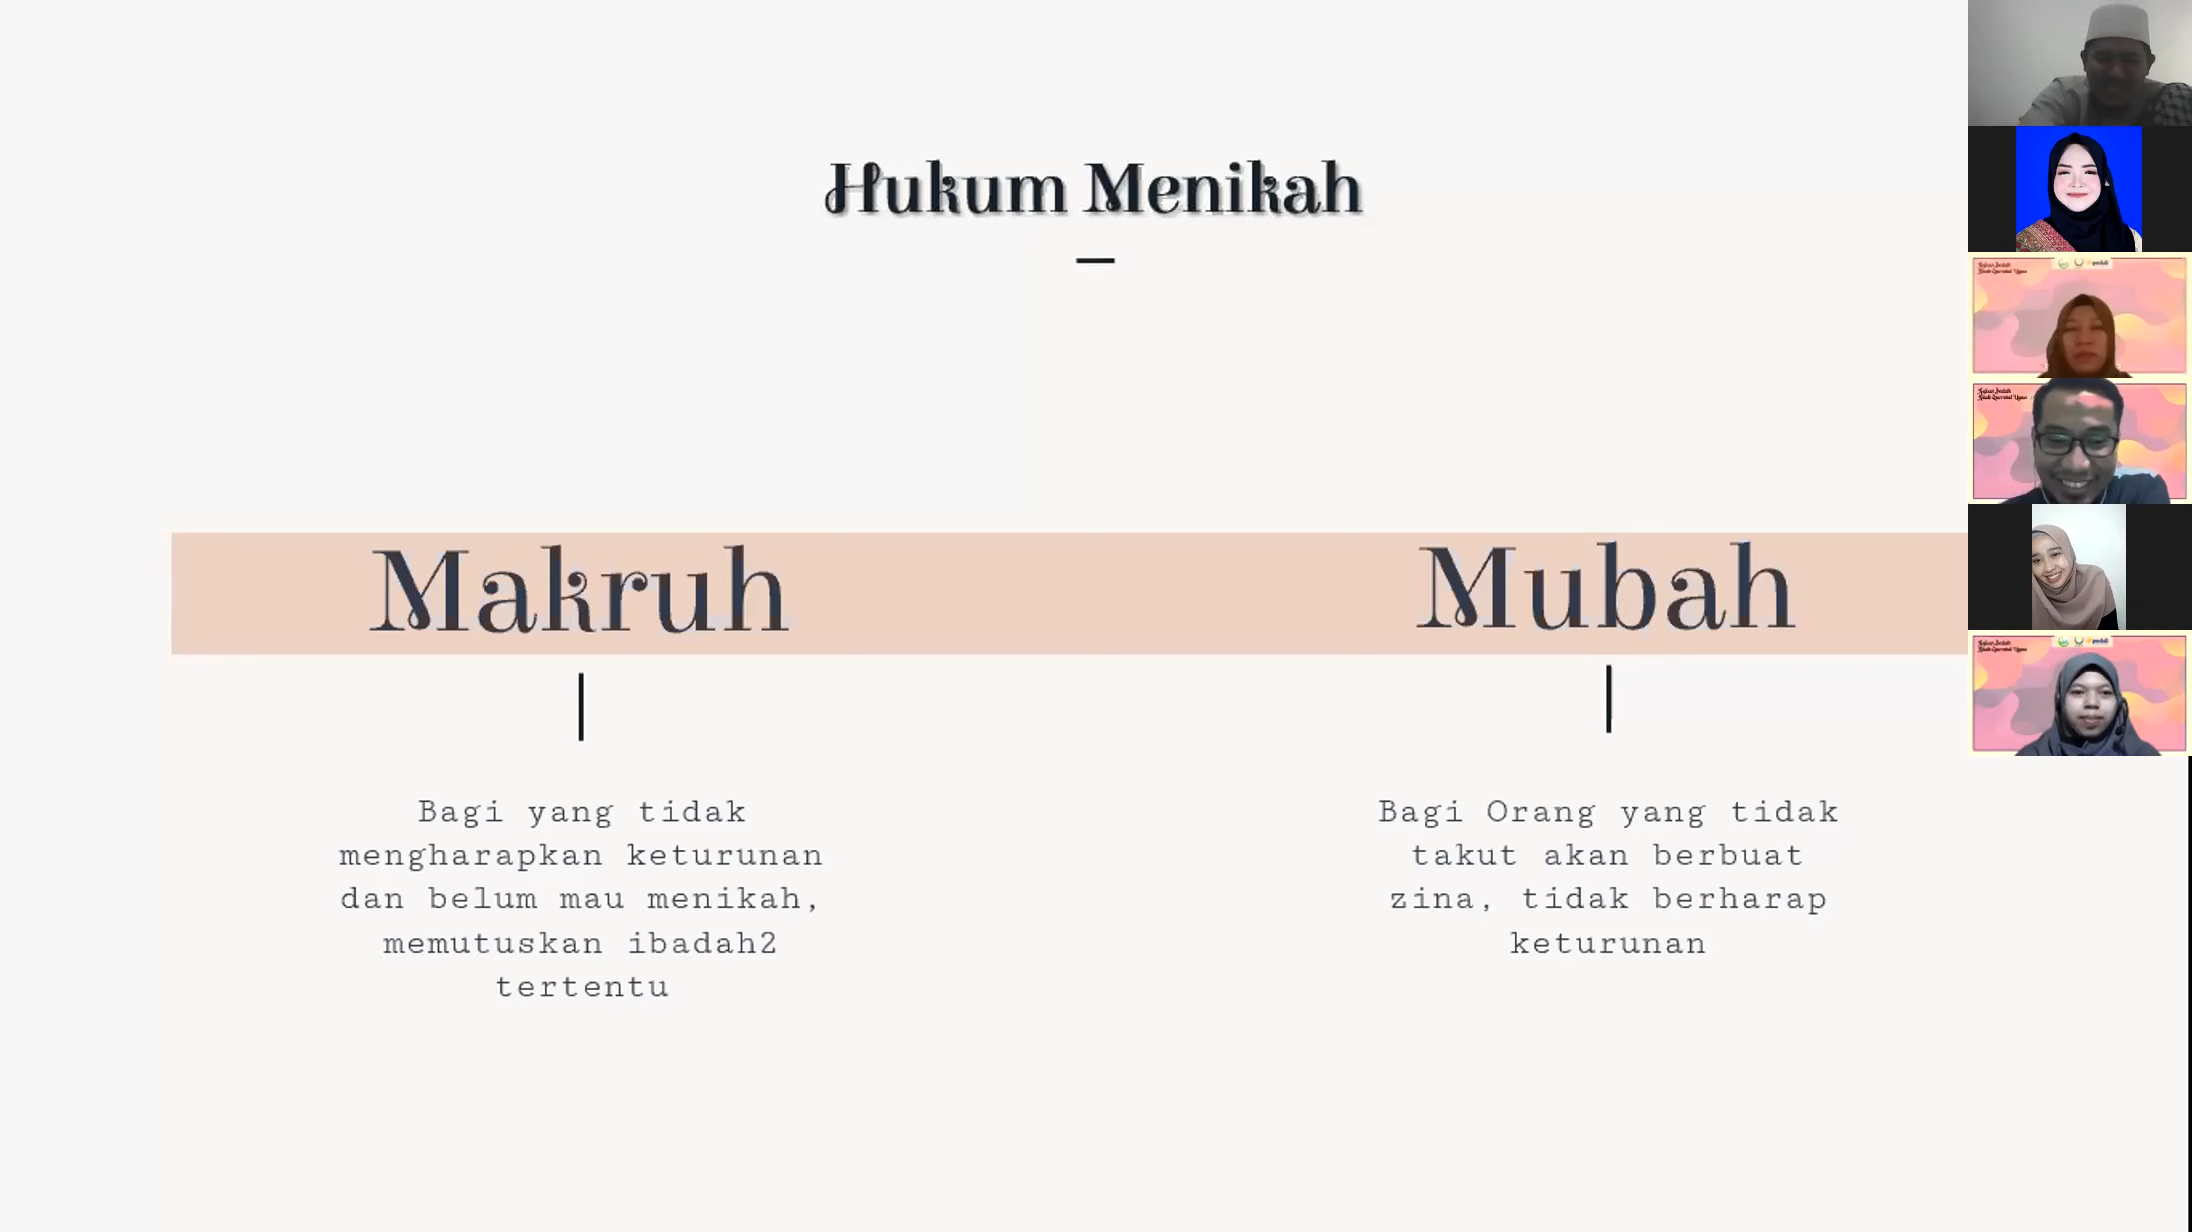 Hukum Menikah
Makruh
Mubah
Bagi yang tidak
mengharapkan keturunan
dan belum mau menikah,
memutuskan ibadah2
tertentu
Bagi Orang yang tidak
takut akan berbuat
zina, tidak berharap
keturunan